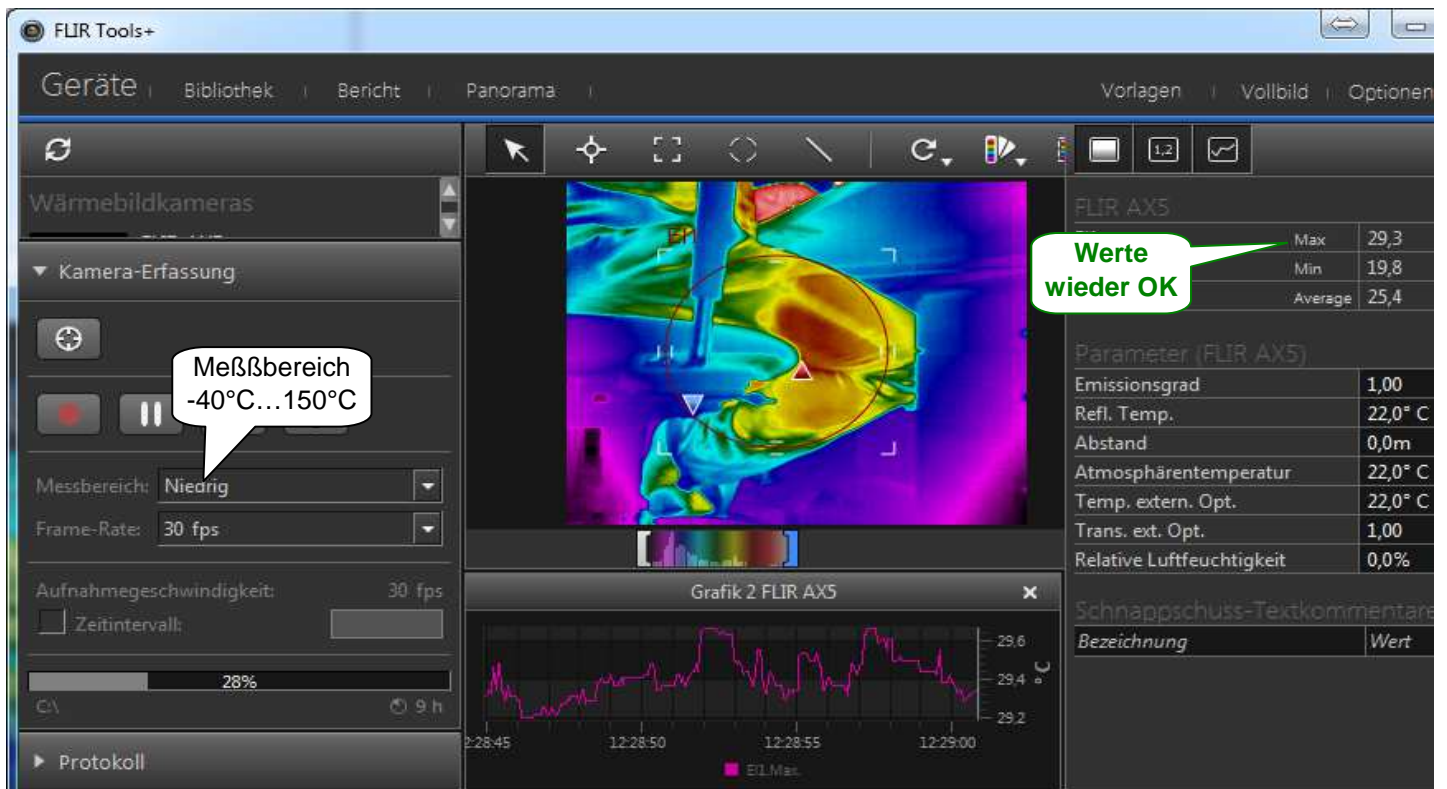 FLIR Tools+
Geräte Bibliothek Bericht Panorama Vorlagen Vollbild Optionen
1,2
Wärmebildkameras
Kamera-Erfassung
Meßßbereich
-40°C…150°C
Messbereich: Niedrig
Frame-Rate: 30 fps
Aufnahmegeschwindigkeit: 30 fps
Zeitintervall:
28%
C:\ 9 h
Protokoll
Grafik 2 FLIR AX5
29,6
29,4
29,2
°C
2:28:45 12:28:50 12:28:55 12:29:00
El1.Max.
FLIR AX5
Werte
wieder OK
Max 29,3
Min 19,8
Average 25,4
Parameter (FLIR AX5)
Emissionsgrad 1,00
Refl. Temp. 22,0° C
Abstand 0,0m
Atmosphärentemperatur 22,0° C
Temp. extern. Opt. 22,0° C
Trans. ext. Opt. 1,00
Relative Luftfeuchtigkeit 0,0%
Schnappschuss-Textkommentare
Bezeichnung Wert